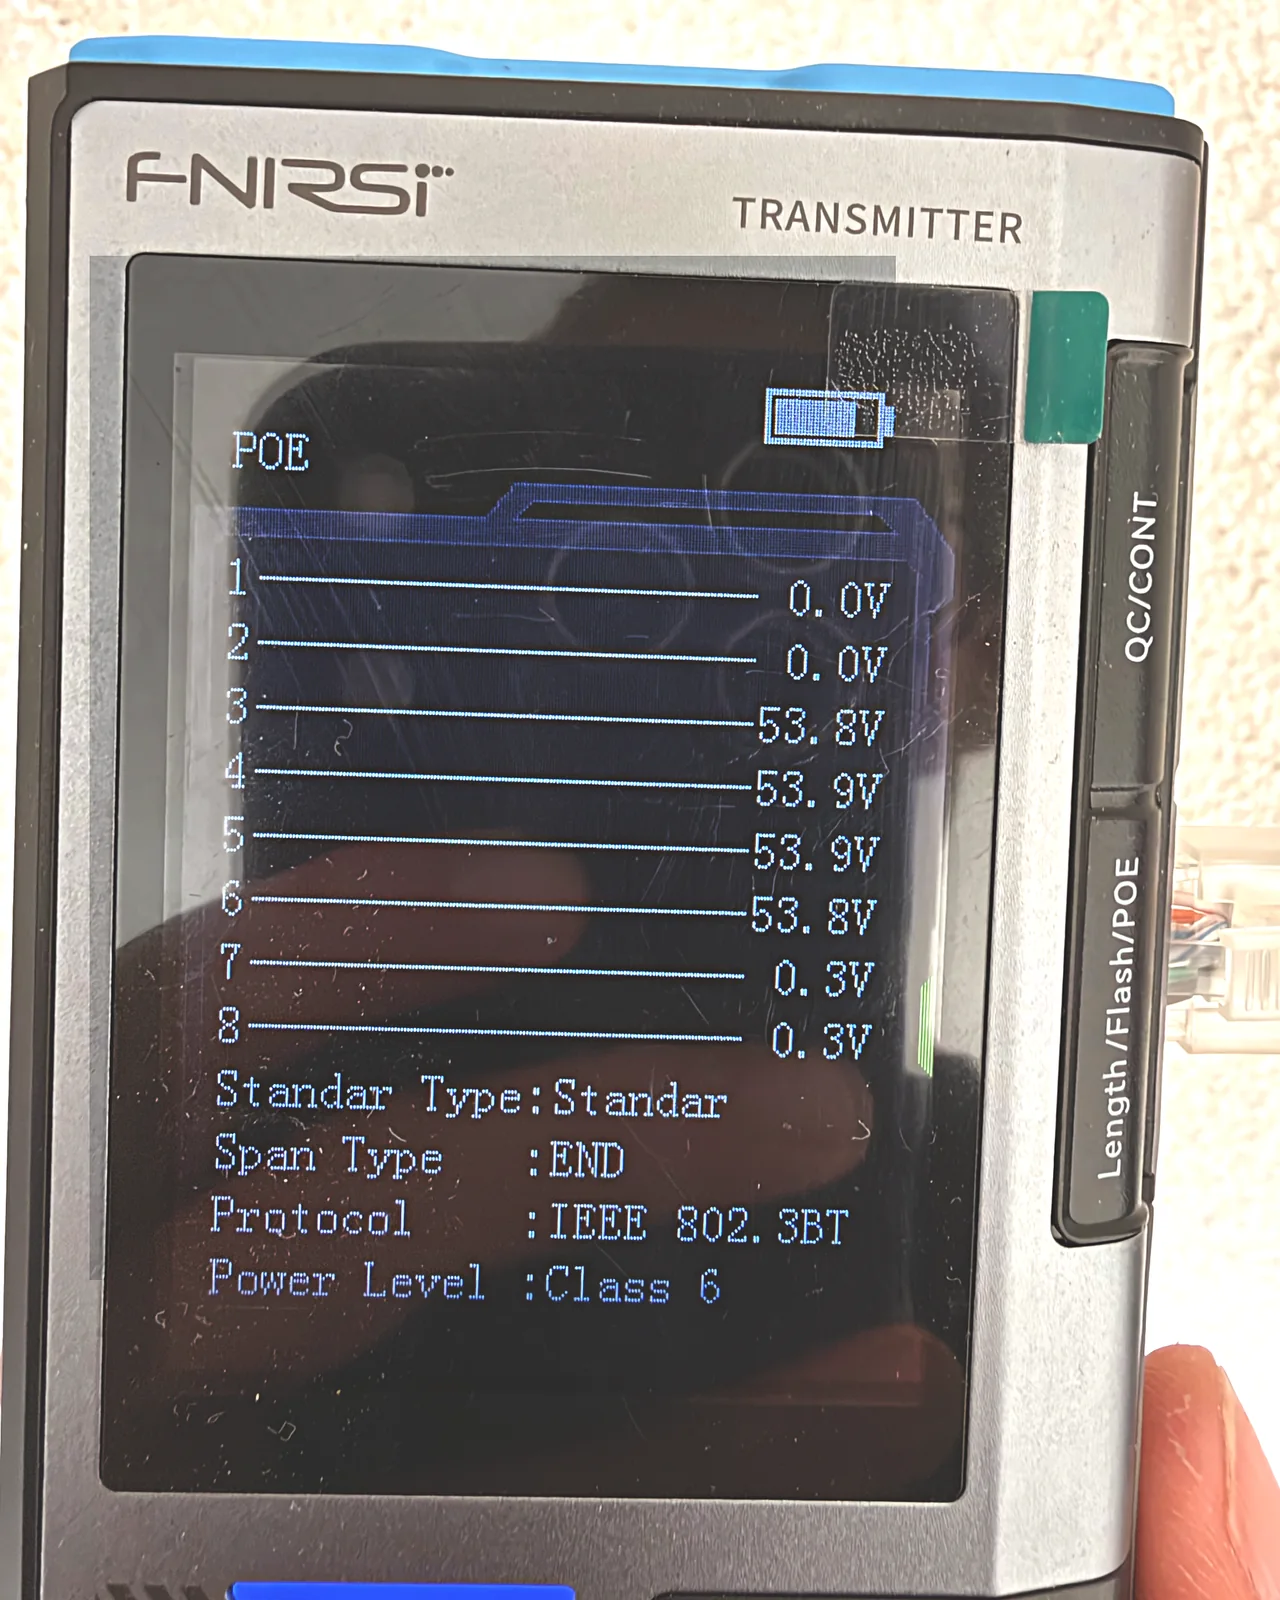 FNIRSI
TRANSMITTER
POE
1 0.0V
2 0.0V
3 53.8V
4 53.9V
5 53.9V
6 53.8V
7 0.3V
8 0.3V
Standar Type:Standar
Span Type :END
Protocol :IEEE 802.3BT
Power Level :Class 6
QC/CONT
Length/Flash/POE